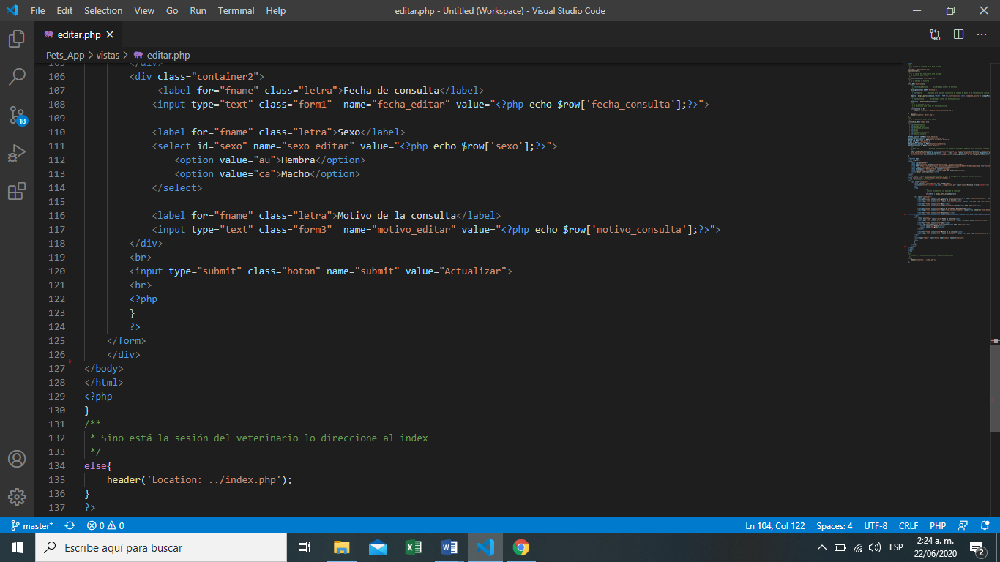 File Edit Selection View Go Run Terminal Help editar.php - Untitled (Workspace) - Visual Studio Code
editar.php
Pets_App > vistas > editar.php
105 </div>
106 <div class="container2">
107 <label for="fname" class="letra">Fecha de consulta</label>
108 <input type="text" class="form1"  name="fecha_editar" value="<?php echo $row['fecha_consulta'];?>">
109
110 <label for="fname" class="letra">Sexo</label>
111 <select id="sexo" name="sexo_editar" value="<?php echo $row['sexo'];?>">
112 <option value="au">Hembra</option>
113 <option value="ca">Macho</option>
114 </select>
115
116 <label for="fname" class="letra">Motivo de la consulta</label>
117 <input type="text" class="form3"  name="motivo_editar" value="<?php echo $row['motivo_consulta'];?>">
118 </div>
119 <br>
120 <input type="submit" class="boton" name="submit" value="Actualizar">
121 <br>
122 <?php
123 }
124 ?>
125 </form>
126 </div>
127 </body>
128 </html>
129 <?php
130 }
131 /**
132 * Sino está la sesión del veterinario lo direccione al index
133 */
134 else{
135 header('Location: ../index.php');
136 }
137 ?>
18
master* 0 0 Ln 104, Col 122 Spaces: 4 UTF-8 CRLF PHP
Escribe aquí para buscar
ESP
2:24 a. m.
22/06/2020
2